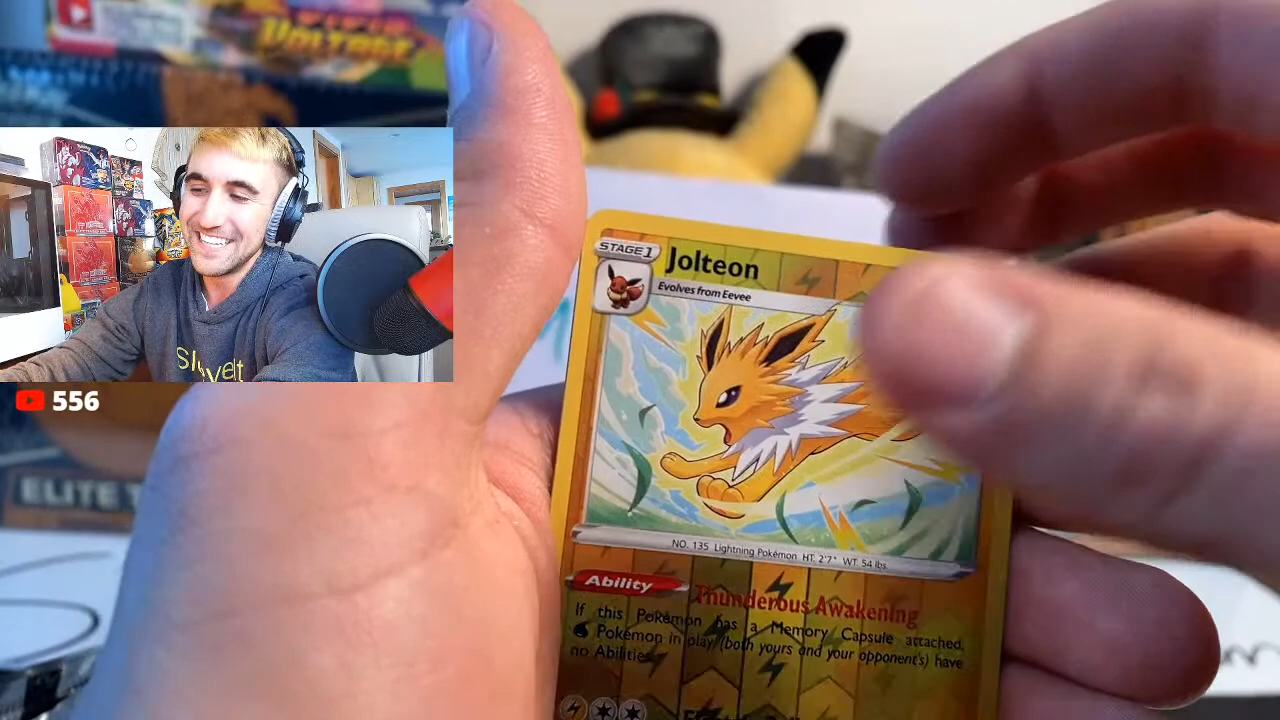 VOLTAGE
556
ELITE T
STAGE 1
Jolteon
Evolves from Eevee
NO. 135 Lightning Pokémon HT: 2'7" WT: 54 lbs.
Ability Thunderous Awakening
If this Pokémon has a Memory Capsule attached,
Pokémon in play (both yours and your opponent's) have
no Abilities.